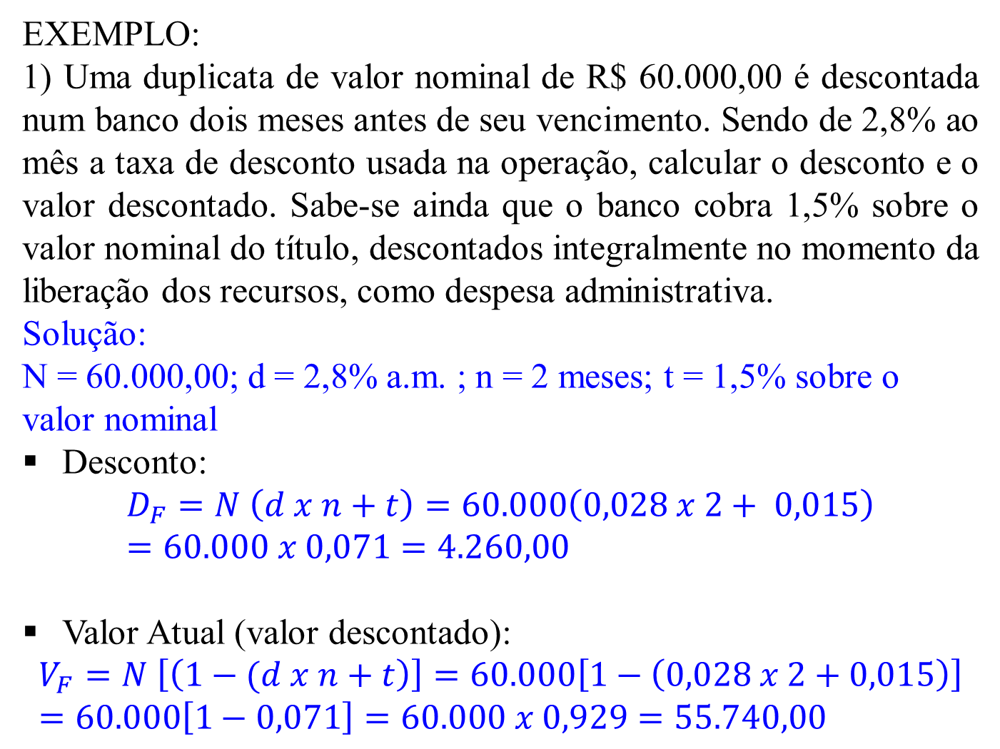 EXEMPLO:
1) Uma duplicata de valor nominal de R$ 60.000,00 é descontada
num banco dois meses antes de seu vencimento. Sendo de 2,8% ao
mês a taxa de desconto usada na operação, calcular o desconto e o
valor descontado. Sabe-se ainda que o banco cobra 1,5% sobre o
valor nominal do título, descontados integralmente no momento da
liberação dos recursos, como despesa administrativa.
Solução:
N = 60.000,00; d = 2,8% a.m. ; n = 2 meses; t = 1,5% sobre o
valor nominal
▪ Desconto:
D_F = N (d x n + t) = 60.000(0,028 x 2 + 0,015)
= 60.000 x 0,071 = 4.260,00
▪ Valor Atual (valor descontado):
V_F = N [(1 − (d x n + t)] = 60.000[1 − (0,028 x 2 + 0,015)]
= 60.000[1 − 0,071] = 60.000 x 0,929 = 55.740,00